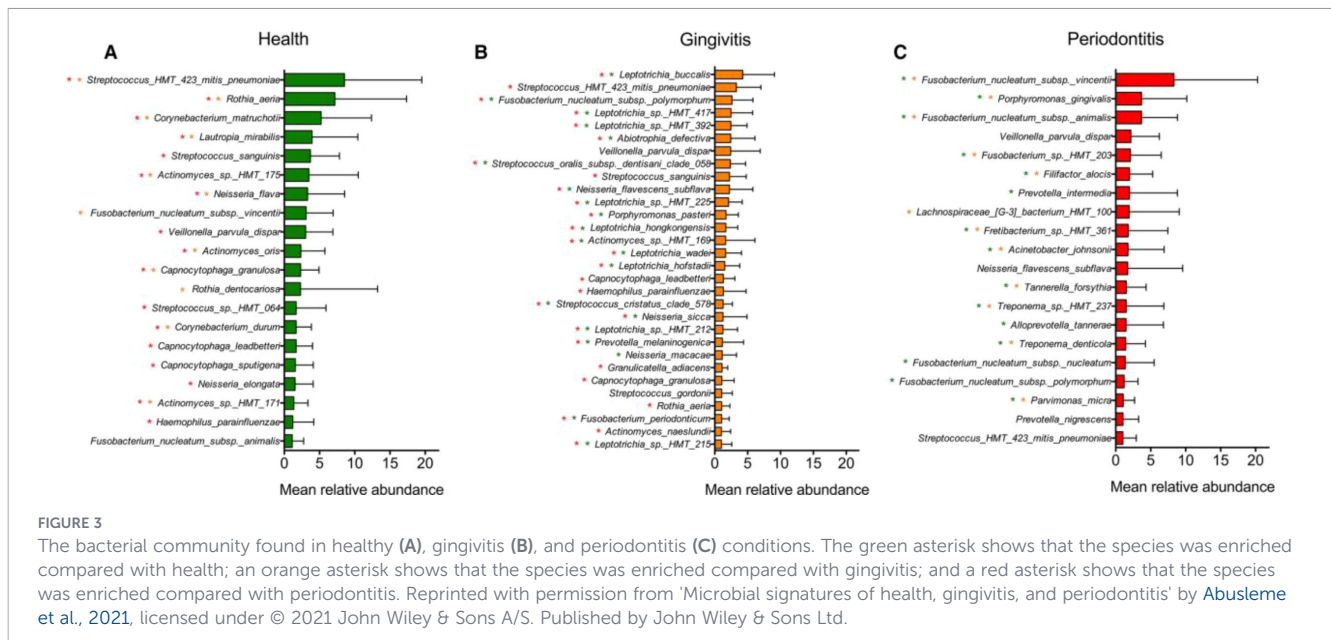 A
Health
* * Streptococcus_HMT_423_mitis_pneumoniae
* * Rothia_aeria
* * Corynebacterium_matruchotii
* * Lautropia_mirabilis
* Streptococcus_sanguinis
* * Actinomyces_sp._HMT_175
* * Neisseria_flava
* Fusobacterium_nucleatum_subsp._vincentii
* Veillonella_parvula_dispar
* * Actinomyces_oris
* * Capnocytophaga_granulosa
* Rothia_dentocariosa
* Streptococcus_sp._HMT_064
* * Corynebacterium_durum
* Capnocytophaga_leadbetteri
* Capnocytophaga_sputigena
* Neisseria_elongata
* * Actinomyces_sp._HMT_171
* Haemophilus_parainfluenzae
Fusobacterium_nucleatum_subsp._animalis
0 5 10 15 20
Mean relative abundance
B
Gingivitis
* * Leptotrichia_buccalis
* Streptococcus_HMT_423_mitis_pneumoniae
* * Fusobacterium_nucleatum_subsp._polymorphum
* * Leptotrichia_sp._HMT_417
* * Leptotrichia_sp._HMT_392
* * Abiotrophia_defectiva
Veillonella_parvula_dispar
* * Streptococcus_oralis_subsp._dentisani_clade_058
* Streptococcus_sanguinis
* * Neisseria_flavescens_subflava
* * Leptotrichia_sp._HMT_225
* * Porphyromonas_pasteri
* * Leptotrichia_hongkongensis
* * Actinomyces_sp._HMT_169
* * Leptotrichia_wadei
* * Leptotrichia_hofstadii
* Capnocytophaga_leadbetteri
* Haemophilus_parainfluenzae
* * Streptococcus_cristatus_clade_578
* * Neisseria_sicca
* * Leptotrichia_sp._HMT_212
* * Prevotella_melaninogenica
* Neisseria_macacae
* Granulicatella_adiacens
* Capnocytophaga_granulosa
Streptococcus_gordonii
* Rothia_aeria
* * Fusobacterium_periodonticum
* Actinomyces_naeslundii
* * Leptotrichia_sp._HMT_215
0 5 10 15 20
Mean relative abundance
C
Periodontitis
* * Fusobacterium_nucleatum_subsp._vincentii
* * Porphyromonas_gingivalis
* * Fusobacterium_nucleatum_subsp._animalis
Veillonella_parvula_dispar
* * Fusobacterium_sp._HMT_203
* * Filifactor_alocis
* Prevotella_intermedia
* Lachnospiraceae_[G-3]_bacterium_HMT_100
* * Fretibacterium_sp._HMT_361
* * Acinetobacter_johnsonii
Neisseria_flavescens_subflava
* * Tannerella_forsythia
* * Treponema_sp._HMT_237
* Alloprevotella_tannerae
* * Treponema_denticola
* Fusobacterium_nucleatum_subsp._nucleatum
* Fusobacterium_nucleatum_subsp._polymorphum
* * Parvimonas_micra
Prevotella_nigrescens
Streptococcus_HMT_423_mitis_pneumoniae
0 5 10 15 20
Mean relative abundance
FIGURE 3
The bacterial community found in healthy (A), gingivitis (B), and periodontitis (C) conditions. The green asterisk shows that the species was enriched
compared with health; an orange asterisk shows that the species was enriched compared with gingivitis; and a red asterisk shows that the species
was enriched compared with periodontitis. Reprinted with permission from 'Microbial signatures of health, gingivitis, and periodontitis' by Abusleme
et al., 2021, licensed under © 2021 John Wiley & Sons A/S. Published by John Wiley & Sons Ltd.